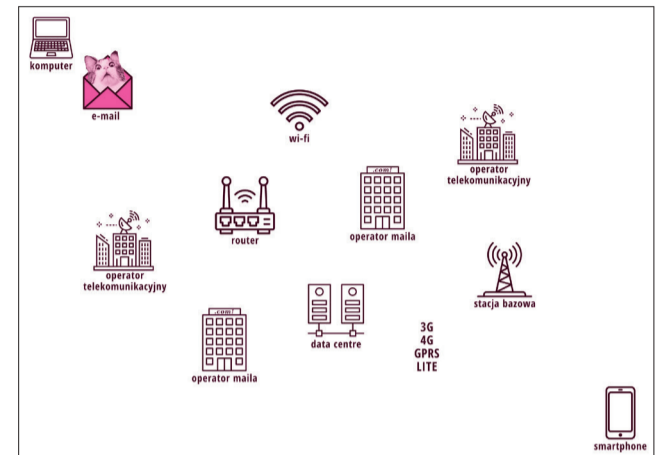 komputer
e-mail
wi-fi
operator
telekomunikacyjny
.com!
operator maila
router
operator
telekomunikacyjny
stacja bazowa
.com!
operator maila
data centre
3G
4G
GPRS
LITE
smartphone